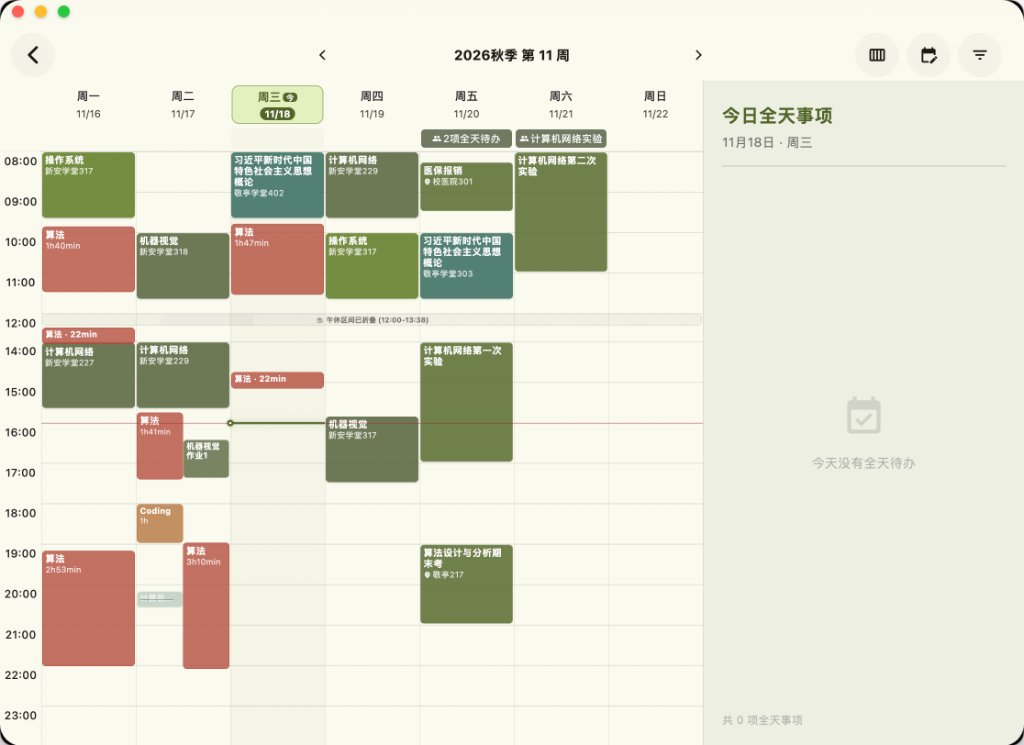 2026秋季 第 11 周
周一
11/16
周二
11/17
周三
11/18
周四
11/19
周五
11/20
周六
11/21
周日
11/22
2项全天待办
计算机网络实验
08:00
09:00
10:00
11:00
12:00
14:00
15:00
16:00
17:00
18:00
19:00
20:00
21:00
22:00
23:00
操作系统
新安学堂317
算法
1h40min
算法 · 22min
计算机网络
新安学堂227
算法
2h53min
机器视觉
新安学堂318
计算机网络
新安学堂229
算法
1h41min
机器视觉
作业1
Coding
1h
算法
3h10min
习近平新时代中国
特色社会主义思想
概论
敬亭学堂402
算法
1h47min
午休区间已折叠 (12:00-13:38)
算法 · 22min
计算机网络
新安学堂229
操作系统
新安学堂317
机器视觉
新安学堂317
医保报销
校医院301
习近平新时代中国
特色社会主义思想
概论
敬亭学堂303
计算机网络第一次
实验
算法设计与分析期
末考
敬亭217
计算机网络第二次
实验
今日全天事项
11月18日 · 周三
今天没有全天待办
共 0 项全天事项